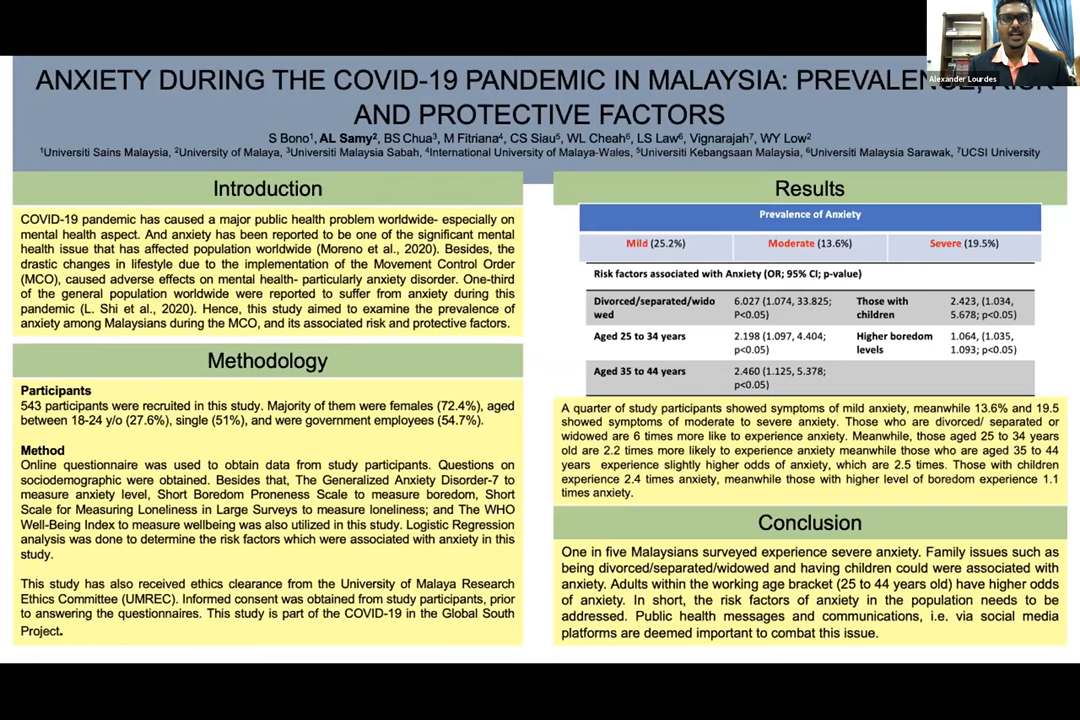 Alexander Lourdes
ANXIETY DURING THE COVID-19 PANDEMIC IN MALAYSIA: PREVALENCE, RISK
AND PROTECTIVE FACTORS
S Bono¹, AL Samy², BS Chua³, M Fitriana⁴, CS Siau⁵, WL Cheah⁶, LS Law⁶, Vignarajah⁷, WY Low²
¹Universiti Sains Malaysia, ²University of Malaya, ³Universiti Malaysia Sabah, ⁴International University of Malaya-Wales, ⁵Universiti Kebangsaan Malaysia, ⁶Universiti Malaysia Sarawak, ⁷UCSI University
Introduction
COVID-19 pandemic has caused a major public health problem worldwide- especially on
mental health aspect. And anxiety has been reported to be one of the significant mental
health issue that has affected population worldwide (Moreno et al., 2020). Besides, the
drastic changes in lifestyle due to the implementation of the Movement Control Order
(MCO), caused adverse effects on mental health- particularly anxiety disorder. One-third
of the general population worldwide were reported to suffer from anxiety during this
pandemic (L. Shi et al., 2020). Hence, this study aimed to examine the prevalence of
anxiety among Malaysians during the MCO, and its associated risk and protective factors.
Methodology
Participants
543 participants were recruited in this study. Majority of them were females (72.4%), aged
between 18-24 y/o (27.6%), single (51%), and were government employees (54.7%).
Method
Online questionnaire was used to obtain data from study participants. Questions on
sociodemographic were obtained. Besides that, The Generalized Anxiety Disorder-7 to
measure anxiety level, Short Boredom Proneness Scale to measure boredom, Short
Scale for Measuring Loneliness in Large Surveys to measure loneliness; and The WHO
Well-Being Index to measure wellbeing was also utilized in this study. Logistic Regression
analysis was done to determine the risk factors which were associated with anxiety in this
study.
This study has also received ethics clearance from the University of Malaya Research
Ethics Committee (UMREC). Informed consent was obtained from study participants, prior
to answering the questionnaires. This study is part of the COVID-19 in the Global South
Project.
Results
Prevalence of Anxiety
Mild (25.2%) Moderate (13.6%) Severe (19.5%)
Risk factors associated with Anxiety (OR; 95% CI; p-value)
Divorced/separated/wido 6.027 (1.074, 33.825; Those with 2.423, (1.034,
wed P<0.05) children 5.678; p<0.05)
Aged 25 to 34 years 2.198 (1.097, 4.404; Higher boredom 1.064, (1.035,
p<0.05) levels 1.093; p<0.05)
Aged 35 to 44 years 2.460 (1.125, 5.378;
p<0.05)
A quarter of study participants showed symptoms of mild anxiety, meanwhile 13.6% and 19.5
showed symptoms of moderate to severe anxiety. Those who are divorced/ separated or
widowed are 6 times more like to experience anxiety. Meanwhile, those aged 25 to 34 years
old are 2.2 times more likely to experience anxiety meanwhile those who are aged 35 to 44
years experience slightly higher odds of anxiety, which are 2.5 times. Those with children
experience 2.4 times anxiety, meanwhile those with higher level of boredom experience 1.1
times anxiety.
Conclusion
One in five Malaysians surveyed experience severe anxiety. Family issues such as
being divorced/separated/widowed and having children could were associated with
anxiety. Adults within the working age bracket (25 to 44 years old) have higher odds
of anxiety. In short, the risk factors of anxiety in the population needs to be
addressed. Public health messages and communications, i.e. via social media
platforms are deemed important to combat this issue.